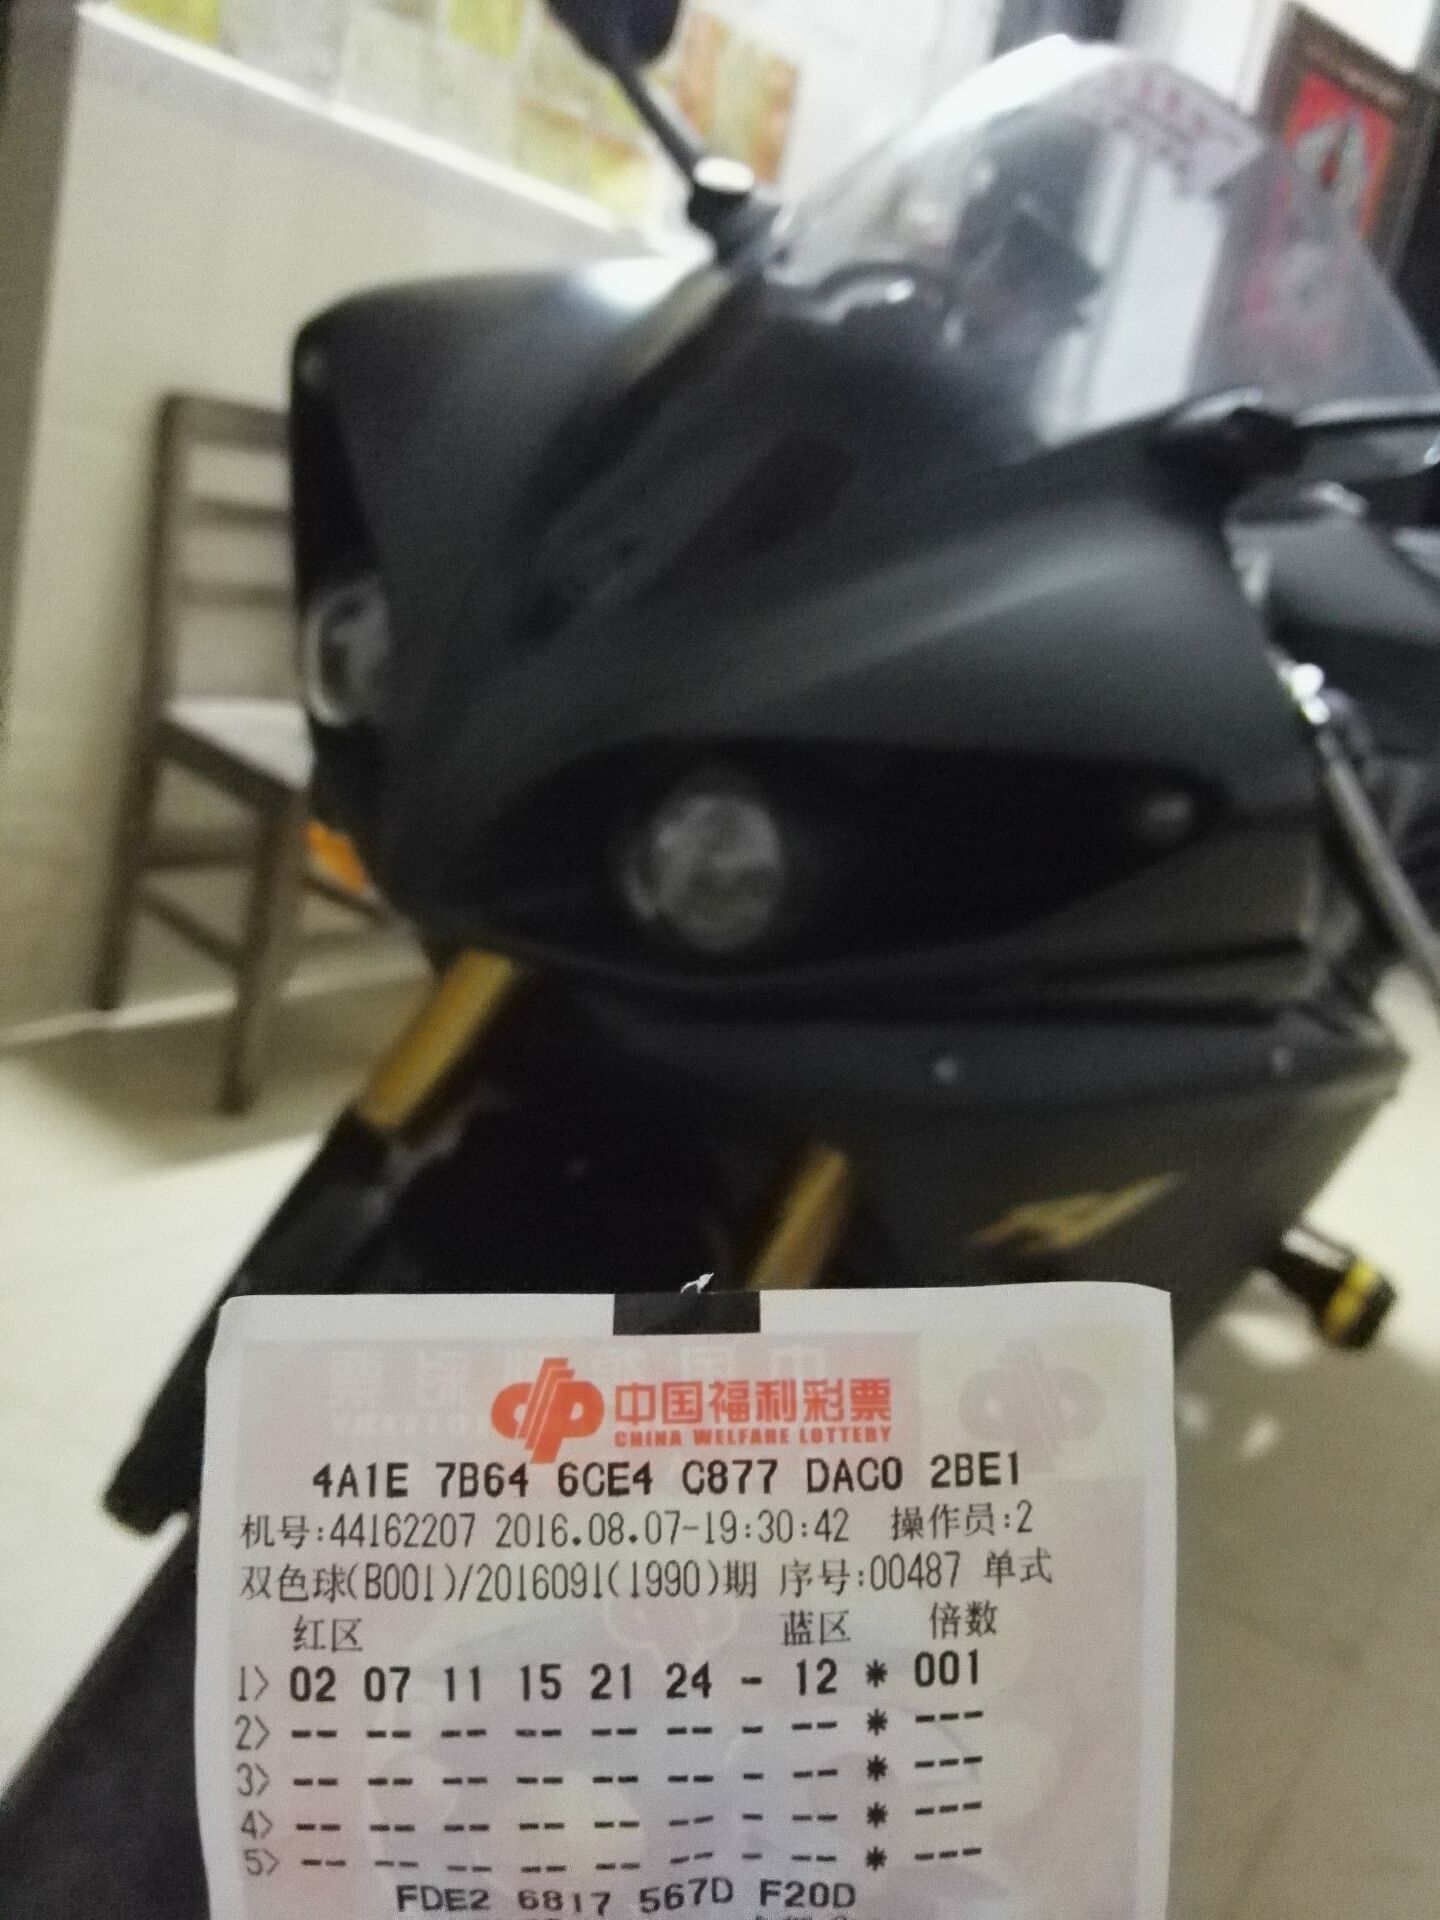 中国福利彩票
CHINA WELFARE LOTTERY
4A1E 7B64 6CE4 C877 DAC0 2BE1
机号:44162207 2016.08.07-19:30:42 操作员:2
双色球(B001)/2016091(1990)期 序号:00487 单式
红区 蓝区 倍数
1> 02 07 11 15 21 24 - 12 * 001
2> -- -- -- -- -- -- - -- * ---
3> -- -- -- -- -- -- - -- * ---
4> -- -- -- -- -- -- - -- * ---
5> -- -- -- -- -- -- - -- * ---
FDE2 6817 567D F20D